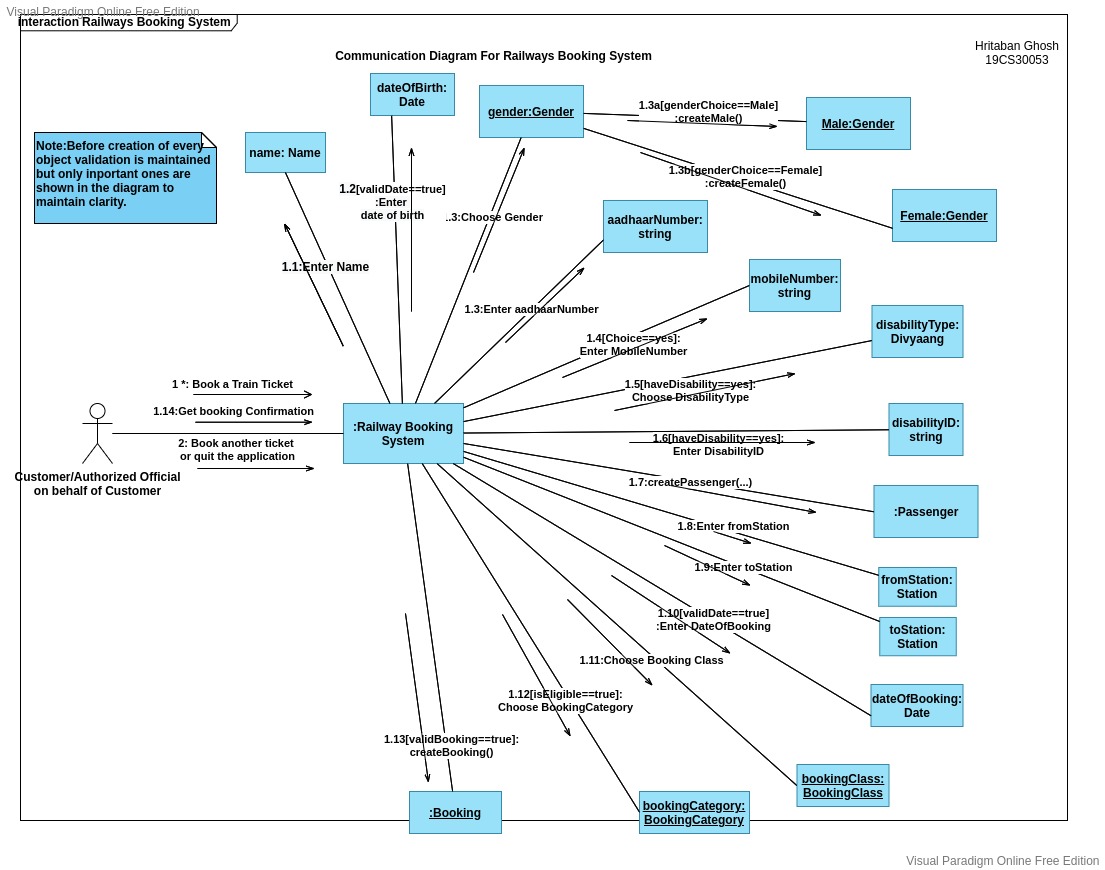 Visual Paradigm Online Free Edition
interaction Railways Booking System
Hritaban Ghosh
19CS30053
Communication Diagram For Railways Booking System
dateOfBirth:
Date
gender:Gender
1.3a[genderChoice==Male]
:createMale()
Male:Gender
Note:Before creation of every
object validation is maintained
but only inportant ones are
shown in the diagram to
maintain clarity.
name: Name
1.2[validDate==true]
:Enter
date of birth
1.3b[genderChoice==Female]
:createFemale()
..3:Choose Gender
aadhaarNumber:
string
Female:Gender
1.1:Enter Name
mobileNumber:
string
1.3:Enter aadhaarNumber
disabilityType:
Divyaang
1.4[Choice==yes]:
Enter MobileNumber
1 *: Book a Train Ticket
1.5[haveDisability==yes]:
Choose DisabilityType
1.14:Get booking Confirmation
:Railway Booking
System
disabilityID:
string
2: Book another ticket
or quit the application
1.6[haveDisability==yes]:
Enter DisabilityID
Customer/Authorized Official
on behalf of Customer
1.7:createPassenger(...)
:Passenger
1.8:Enter fromStation
1.9:Enter toStation
fromStation:
Station
1.10[validDate==true]
:Enter DateOfBooking
toStation:
Station
1.11:Choose Booking Class
dateOfBooking:
Date
1.12[isEligible==true]:
Choose BookingCategory
1.13[validBooking==true]:
createBooking()
bookingClass:
BookingClass
:Booking
bookingCategory:
BookingCategory
Visual Paradigm Online Free Edition